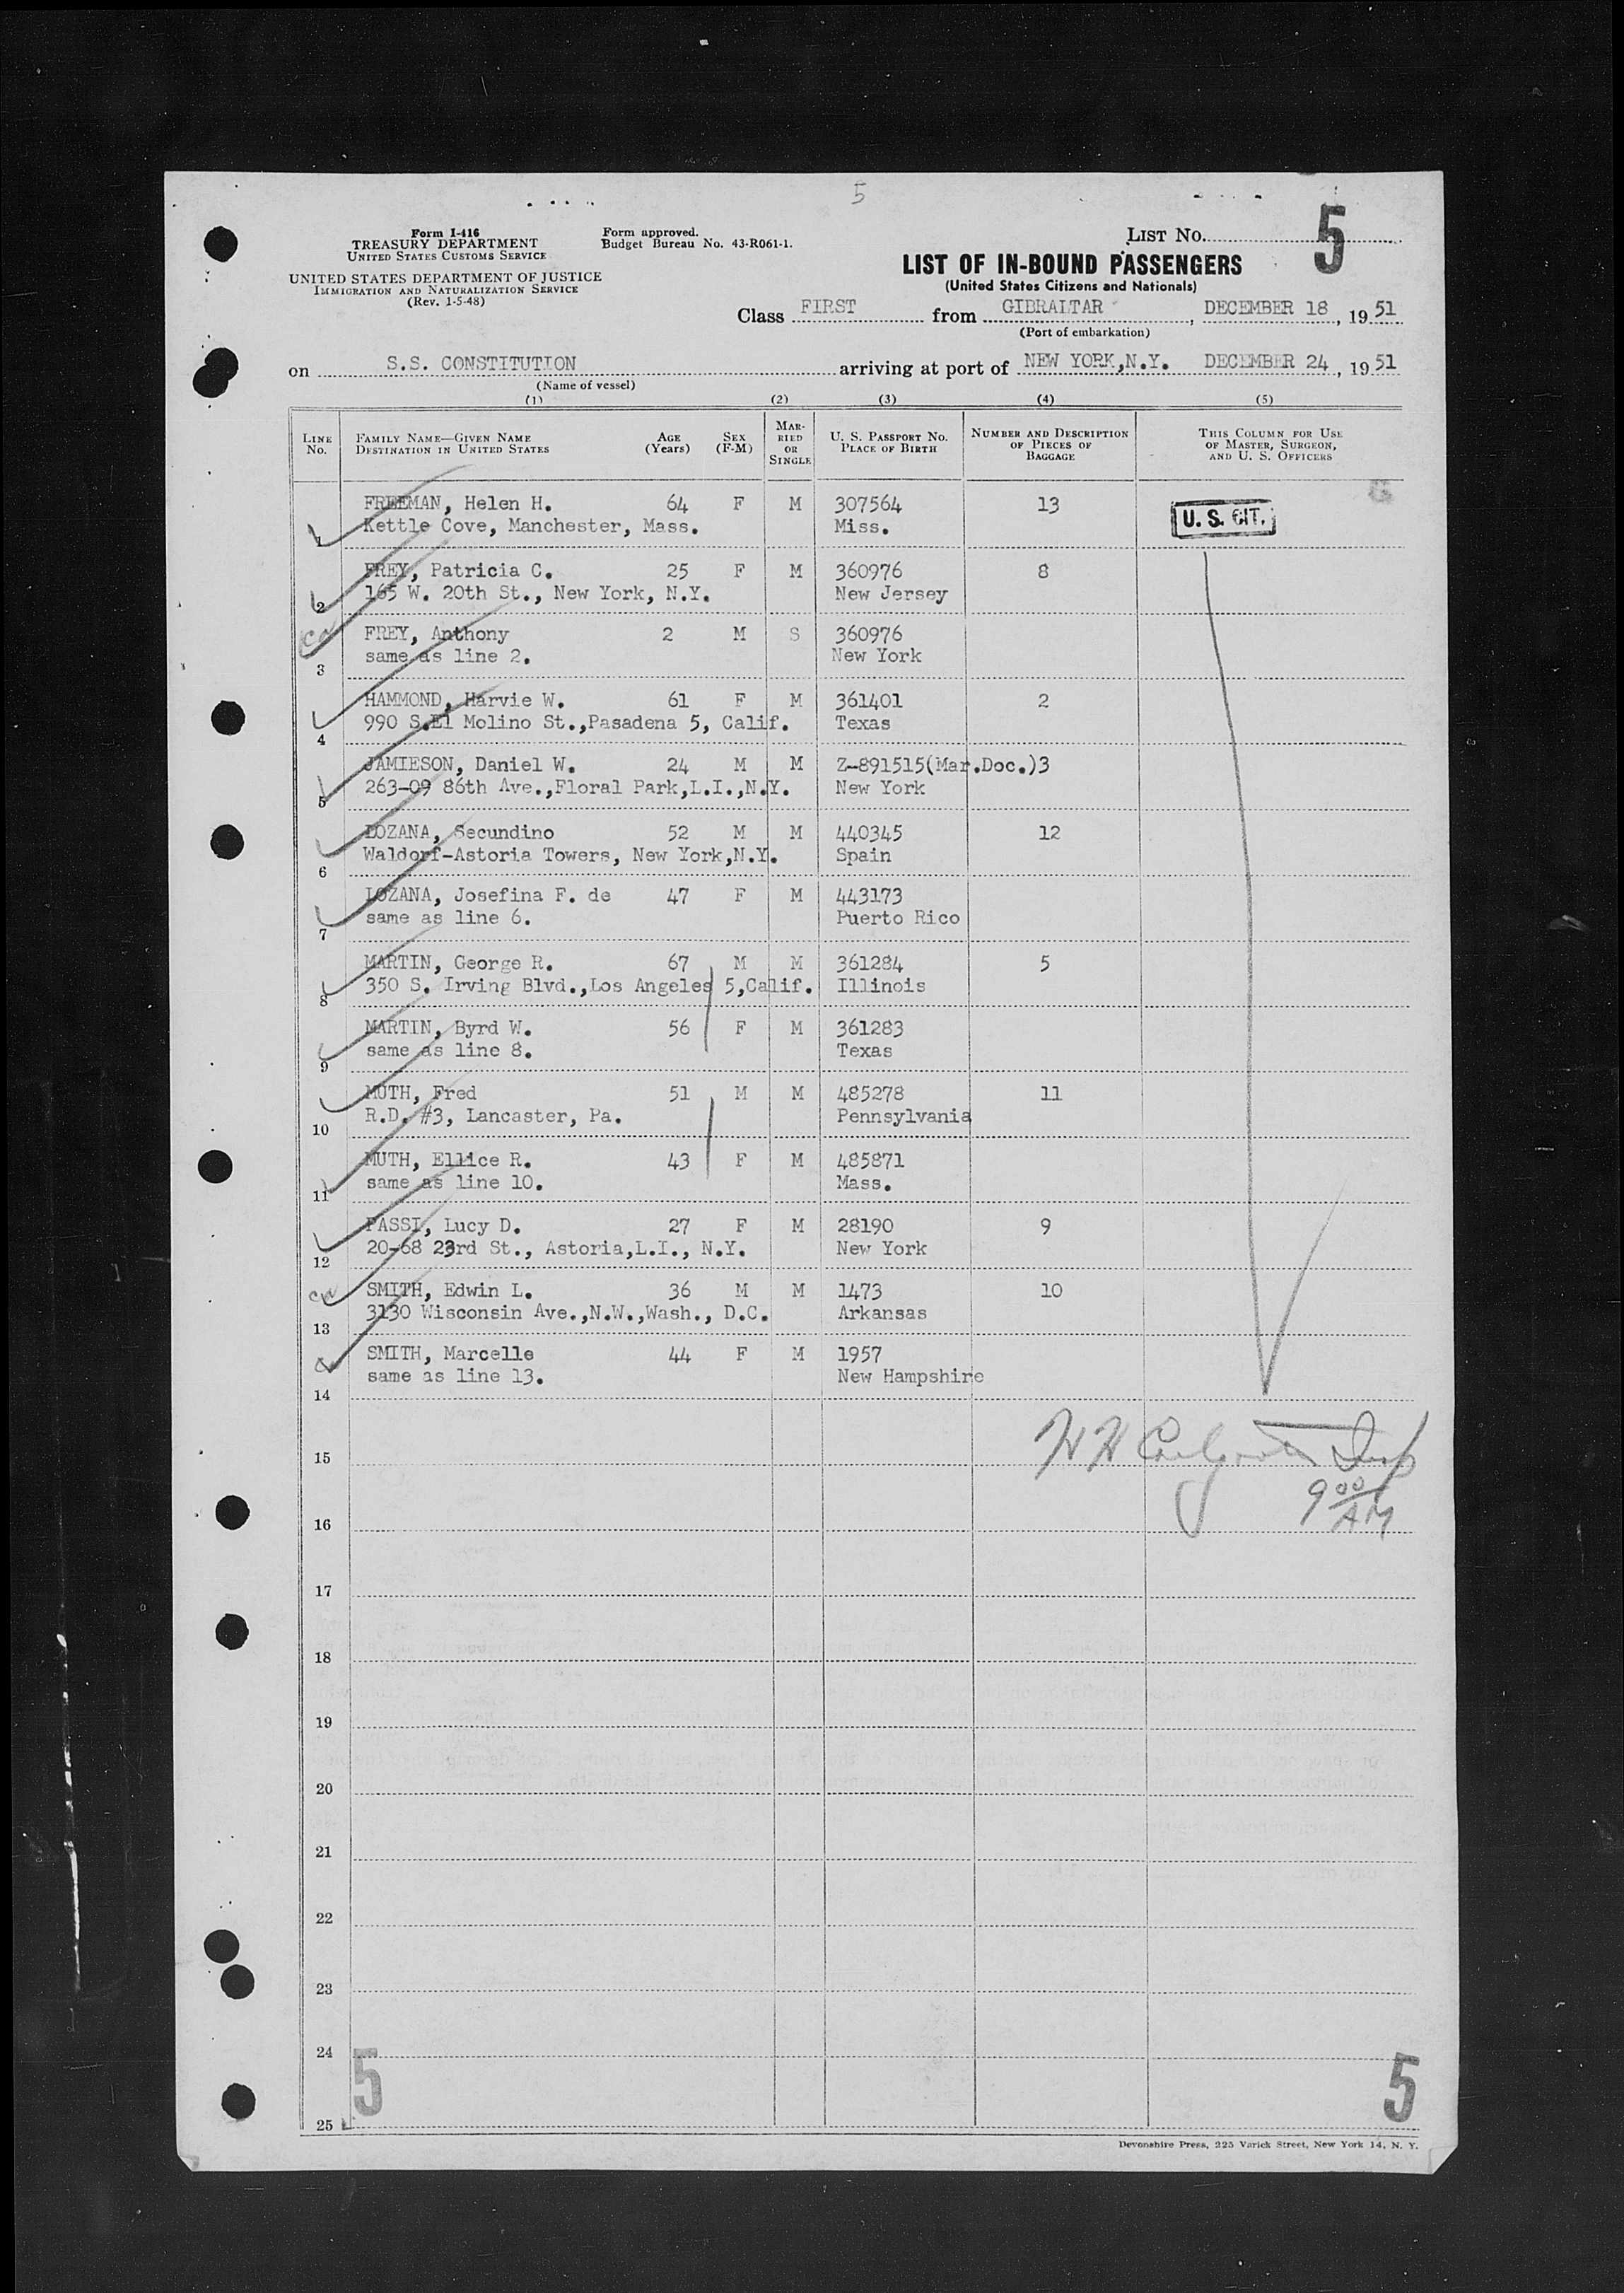 5
Form I-416
TREASURY DEPARTMENT
UNITED STATES CUSTOMS SERVICE
UNITED STATES DEPARTMENT OF JUSTICE
IMMIGRATION AND NATURALIZATION SERVICE
(Rev. 1-5-48)
Form approved.
Budget Bureau No. 43-R061-1.
LIST No. 5
LIST OF IN-BOUND PASSENGERS
(United States Citizens and Nationals)
Class FIRST from GIBRALTAR, DECEMBER 18, 1951
(Port of embarkation)
on S.S. CONSTITUTION arriving at port of NEW YORK,N.Y. DECEMBER 24, 1951
(Name of vessel)
(1) (2) (3) (4) (5)
LINE No. FAMILY NAME—GIVEN NAME DESTINATION IN UNITED STATES AGE (Years) SEX (F-M) MARRIED OR SINGLE U. S. PASSPORT No. PLACE OF BIRTH NUMBER AND DESCRIPTION OF PIECES OF BAGGAGE THIS COLUMN FOR USE OF MASTER, SURGEON, AND U. S. OFFICERS
FREEMAN, Helen H. 64 F M 307564 13 U. S. CIT.
1 Kettle Cove, Manchester, Mass. Miss.
FREY, Patricia C. 25 F M 360976 8
2 165 W. 20th St., New York, N.Y. New Jersey
FREY, Anthony 2 M S 360976
3 same as line 2. New York
HAMMOND, Harvie W. 61 F M 361401 2
4 990 S.El Molino St.,Pasadena 5, Calif. Texas
JAMIESON, Daniel W. 24 M M Z-891515(Mar.Doc.)3
5 263-09 86th Ave.,Floral Park,L.I.,N.Y. New York
LOZANA, Secundino 52 M M 440345 12
6 Waldorf-Astoria Towers, New York,N.Y. Spain
LOZANA, Josefina F. de 47 F M 443173
7 same as line 6. Puerto Rico
MARTIN, George R. 67 M M 361284 5
8 350 S. Irving Blvd.,Los Angeles 5,Calif. Illinois
MARTIN, Byrd W. 56 F M 361283
9 same as line 8. Texas
MUTH, Fred 51 M M 485278 11
10 R.D. #3, Lancaster, Pa. Pennsylvania
MUTH, Ellice R. 43 F M 485871
11 same as line 10. Mass.
PASSI, Lucy D. 27 F M 28190 9
12 20-68 23rd St., Astoria,L.I., N.Y. New York
SMITH, Edwin L. 36 M M 1473 10
13 3130 Wisconsin Ave.,N.W.,Wash., D.C. Arkansas
SMITH, Marcelle 44 F M 1957
14 same as line 13. New Hampshire
15
9 00 AM
16
17
18
19
20
21
22
23
24
5 5
25
Devonshire Press, 225 Varick Street, New York 14, N. Y.